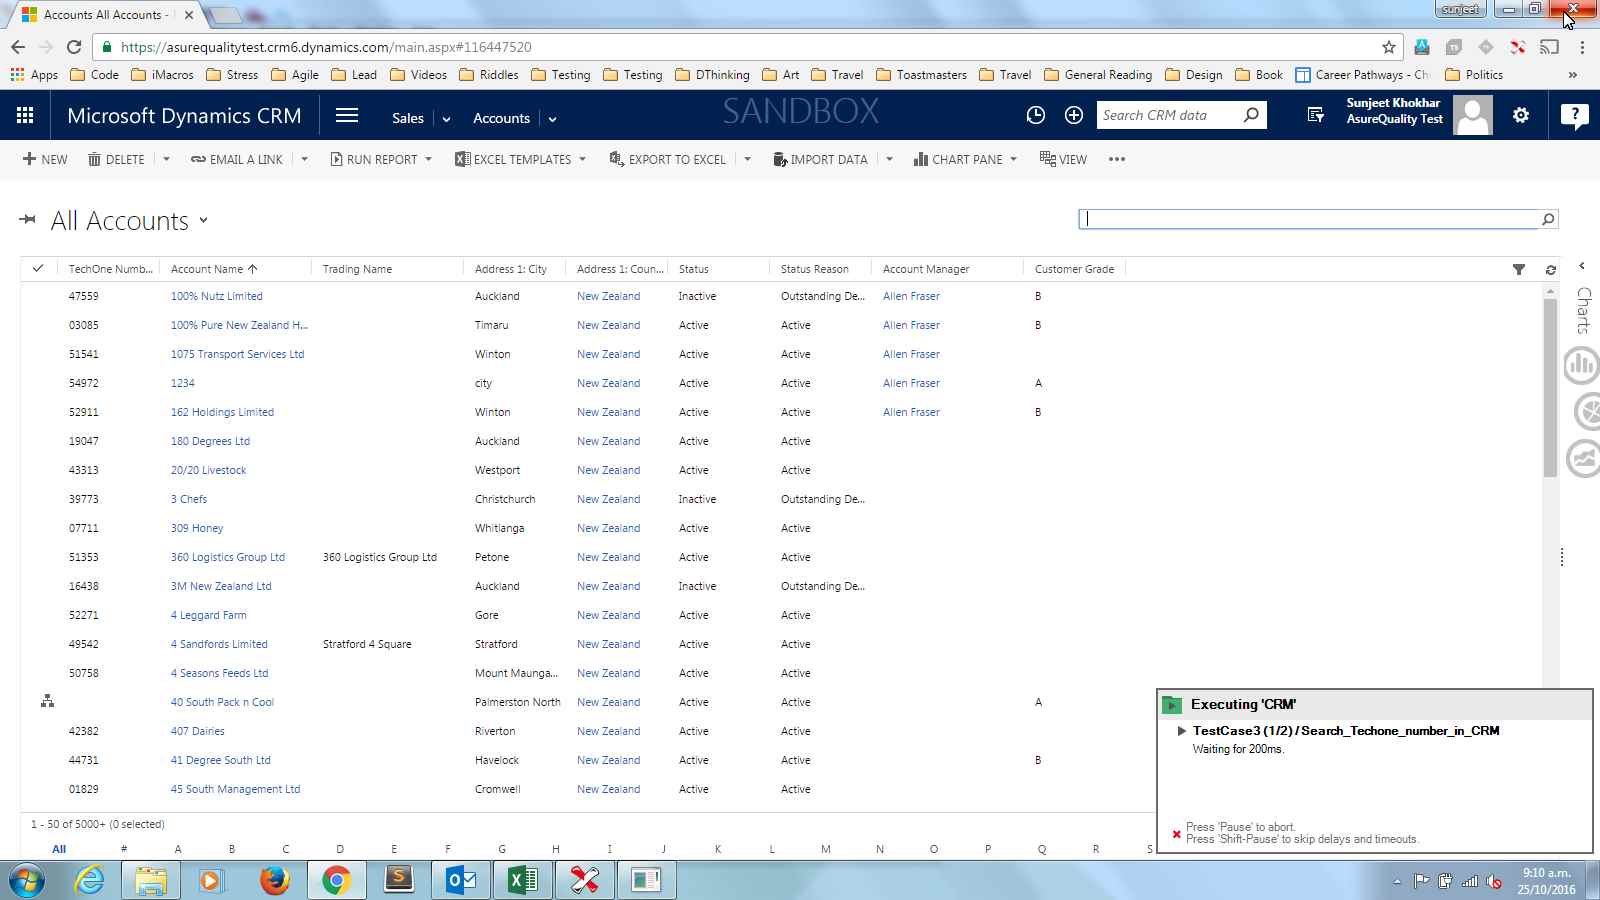 Accounts All Accounts -
sunjeet
https://asurequalitytest.crm6.dynamics.com/main.aspx#116447520
Apps Code iMacros Stress Agile Lead Videos Riddles Testing Testing DThinking Art Travel Toastmasters Travel General Reading Design Book Career Pathways - Ch Politics »
Microsoft Dynamics CRM Sales Accounts SANDBOX Search CRM data Sunjeet Khokhar
AsureQuality Test
NEW DELETE EMAIL A LINK RUN REPORT EXCEL TEMPLATES EXPORT TO EXCEL IMPORT DATA CHART PANE VIEW •••
All Accounts
TechOne Numb... Account Name Trading Name Address 1: City Address 1: Coun... Status Status Reason Account Manager Customer Grade
Charts
47559 100% Nutz Limited Auckland New Zealand Inactive Outstanding De... Allen Fraser B
03085 100% Pure New Zealand H... Timaru New Zealand Active Active Allen Fraser B
51541 1075 Transport Services Ltd Winton New Zealand Active Active Allen Fraser
54972 1234 city New Zealand Active Active Allen Fraser A
52911 162 Holdings Limited Winton New Zealand Active Active Allen Fraser B
19047 180 Degrees Ltd Auckland New Zealand Active Active
43313 20/20 Livestock Westport New Zealand Active Active
39773 3 Chefs Christchurch New Zealand Inactive Outstanding De...
07711 309 Honey Whitianga New Zealand Active Active
51353 360 Logistics Group Ltd 360 Logistics Group Ltd Petone New Zealand Active Active
16438 3M New Zealand Ltd Auckland New Zealand Inactive Outstanding De...
52271 4 Leggard Farm Gore New Zealand Active Active
49542 4 Sandfords Limited Stratford 4 Square Stratford New Zealand Active Active
50758 4 Seasons Feeds Ltd Mount Maunga... New Zealand Active Active
40 South Pack n Cool Palmerston North New Zealand Active Active A
42382 407 Dairies Riverton New Zealand Active Active
44731 41 Degree South Ltd Havelock New Zealand Active Active B
01829 45 South Management Ltd Cromwell New Zealand Active Active
1 - 50 of 5000+ (0 selected)
All # A B C D E F G H I J K L M N O P Q R S
Executing 'CRM'
TestCase3 (1/2) / Search_Techone_number_in_CRM
Waiting for 200ms.
Press 'Pause' to abort.
Press 'Shift-Pause' to skip delays and timeouts.
9:10 a.m.
25/10/2016